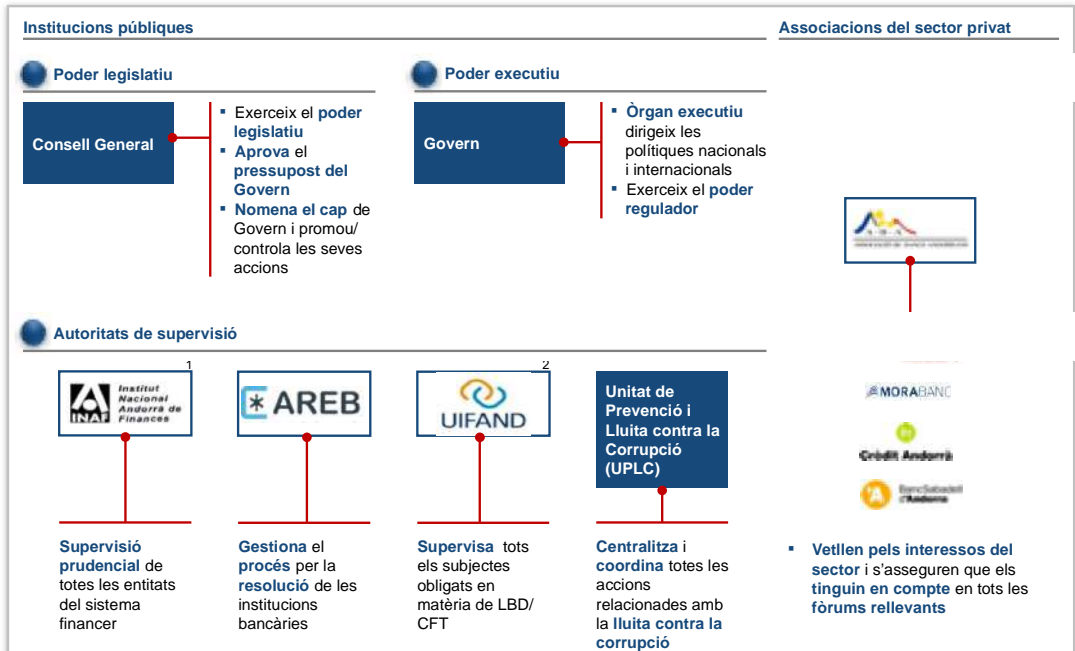 Institucions públiques
Associacions del sector privat
Poder legislatiu
Poder executiu
Consell General
▪ Exerceix el poder
legislatiu
▪ Aprova el
pressupost del
Govern
▪ Nomena el cap de
Govern i promou/
controla les seves
accions
Govern
▪ Òrgan executiu
dirigeix les
polítiques nacionals
i internacionals
▪ Exerceix el poder
regulador
Autoritats de supervisió
1
INAF
Institut
Nacional
Andorrà de
Finances
AREB
2
UIFAND
Unitat de
Prevenció i
Lluita contra la
Corrupció
(UPLC)
MORABANC
Crèdit Andorrà
BancSabadell
d'Andorra
Supervisió
prudencial de
totes les entitats
del sistema
financer
Gestiona el
procés per la
resolució de les
institucions
bancàries
Supervisa tots
els subjectes
obligats en
matèria de LBD/
CFT
Centralitza i
coordina totes les
accions
relacionades amb
la lluita contra la
corrupció
▪ Vetllen pels interessos del
sector i s’asseguren que els
tinguin en compte en tots les
fòrums rellevants